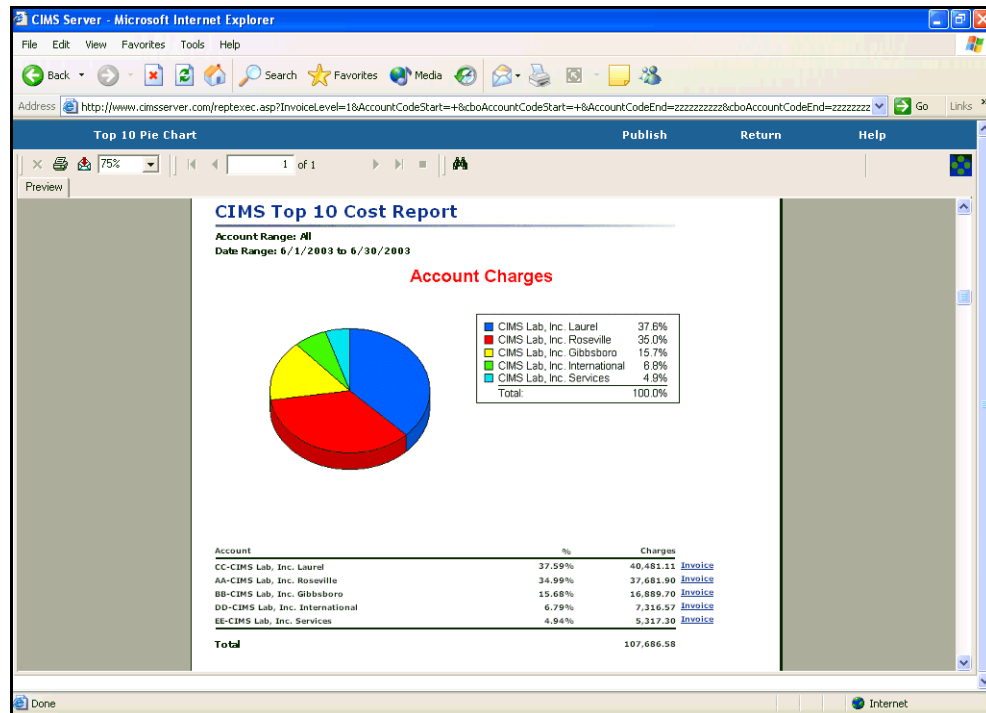 CIMS Server - Microsoft Internet Explorer
File Edit View Favorites Tools Help
Back Search Favorites Media
Address http://www.cimsserver.com/reptexec.asp?InvoiceLevel=1&AccountCodeStart=+&cboAccountCodeStart=+&AccountCodeEnd=zzzzzzzzzz&cboAccountCodeEnd=zzzzzzzz Go Links »
Top 10 Pie Chart Publish Return Help
75% 1 of 1
Preview
CIMS Top 10 Cost Report
Account Range: All
Date Range: 6/1/2003 to 6/30/2003
Account Charges
CIMS Lab, Inc. Laurel 37.6%
CIMS Lab, Inc. Roseville 35.0%
CIMS Lab, Inc. Gibbsboro 15.7%
CIMS Lab, Inc. International 6.8%
CIMS Lab, Inc. Services 4.9%
Total: 100.0%
Account % Charges
CC-CIMS Lab, Inc. Laurel 37.59% 40,481.11 Invoice
AA-CIMS Lab, Inc. Roseville 34.99% 37,681.90 Invoice
BB-CIMS Lab, Inc. Gibbsboro 15.68% 16,889.70 Invoice
DD-CIMS Lab, Inc. International 6.79% 7,316.57 Invoice
EE-CIMS Lab, Inc. Services 4.94% 5,317.30 Invoice
Total 107,686.58
Done Internet